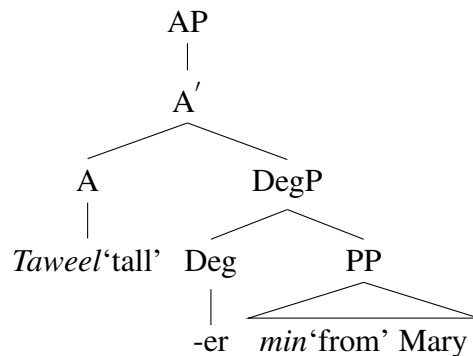 AP
A′
A DegP
Taweel‘tall’ Deg PP
-er min‘from’ Mary